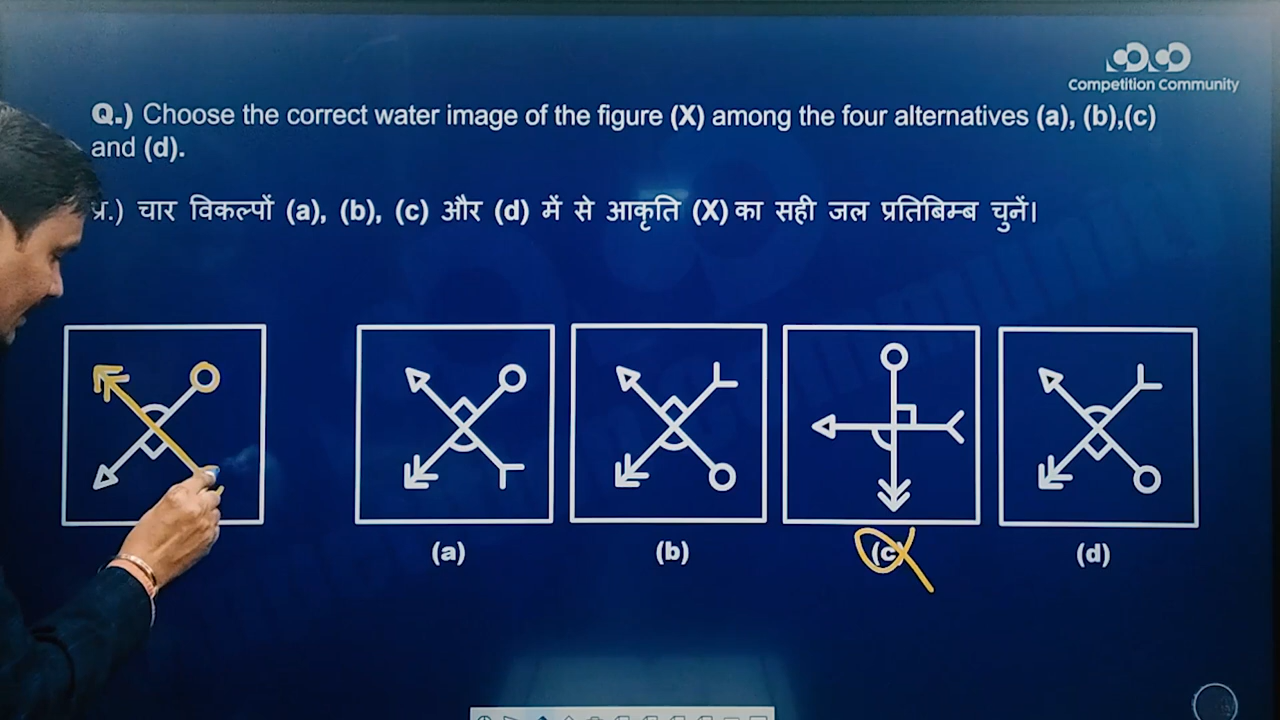 Competition Community
Q.) Choose the correct water image of the figure (X) among the four alternatives (a), (b),(c)
and (d).
प्र.) चार विकल्पों (a), (b), (c) और (d) में से आकृति (X) का सही जल प्रतिबिम्ब चुनें।
(a) (b) (c) (d)